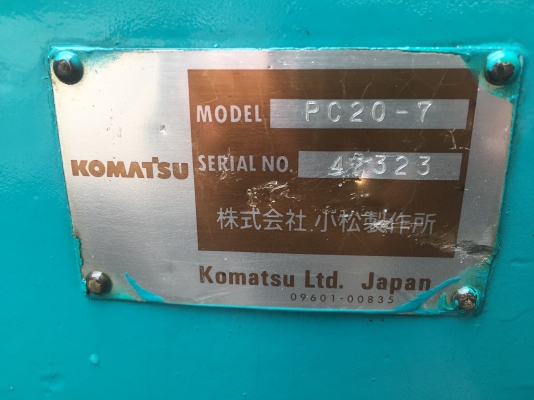 MODEL PC20-7
KOMATSU
SERIAL NO.
株式会社 小松製作所
Komatsu Ltd. Japan
09601-00835